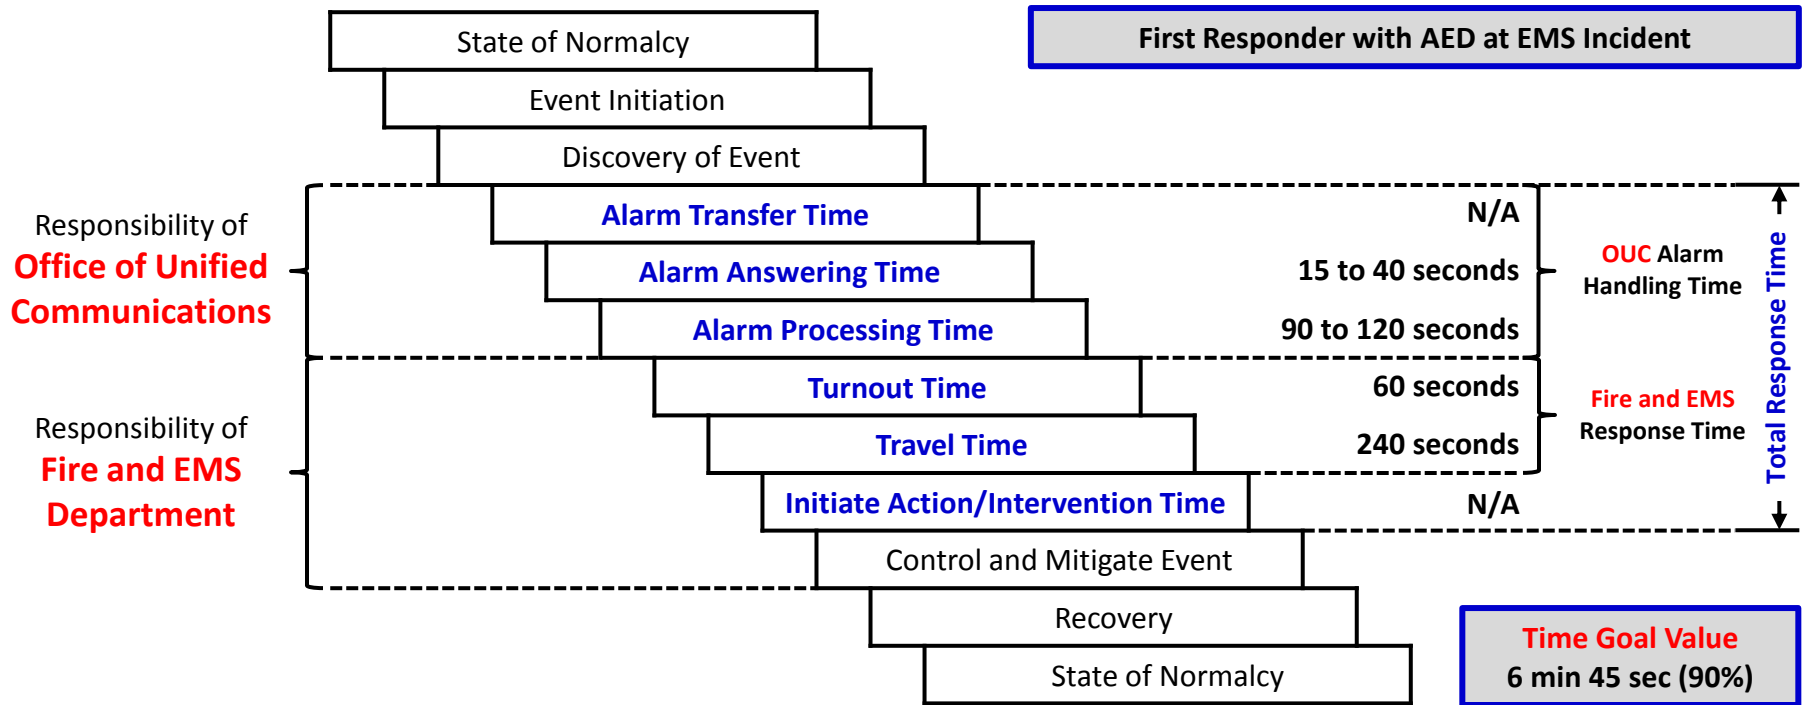 State of Normalcy
First Responder with AED at EMS Incident
Event Initiation
Discovery of Event
Responsibility of
Office of Unified
Communications
Alarm Transfer Time
N/A
Alarm Answering Time
15 to 40 seconds
Alarm Processing Time
90 to 120 seconds
OUC Alarm
Handling Time
Total Response Time
Responsibility of
Fire and EMS
Department
Turnout Time
60 seconds
Travel Time
240 seconds
Fire and EMS
Response Time
Initiate Action/Intervention Time
N/A
Control and Mitigate Event
Recovery
State of Normalcy
Time Goal Value
6 min 45 sec (90%)